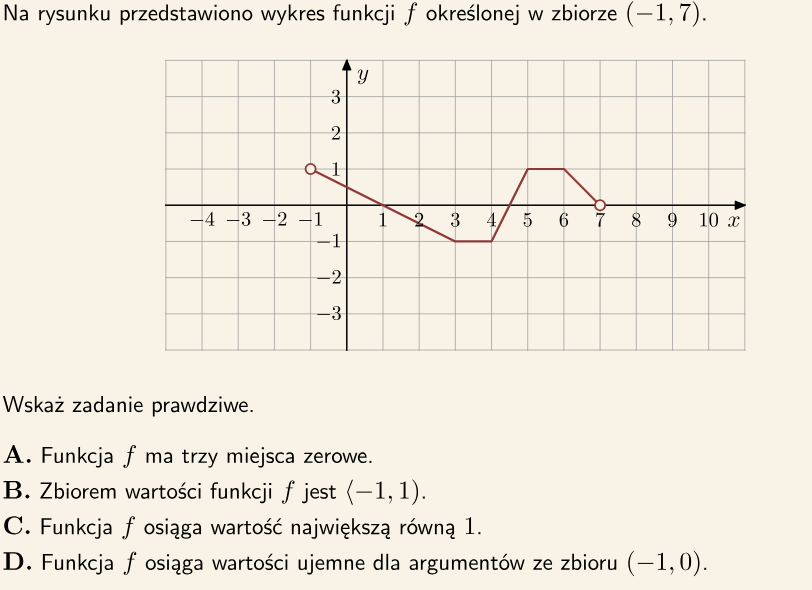 Na rysunku przedstawiono wykres funkcji f określonej w zbiorze (−1, 7).
y
3
2
1
−4 −3 −2 −1 1 2 3 4 5 6 7 8 9 10 x
−1
−2
−3
Wskaż zadanie prawdziwe.
A. Funkcja f ma trzy miejsca zerowe.
B. Zbiorem wartości funkcji f jest ⟨−1, 1).
C. Funkcja f osiąga wartość największą równą 1.
D. Funkcja f osiąga wartości ujemne dla argumentów ze zbioru (−1, 0).